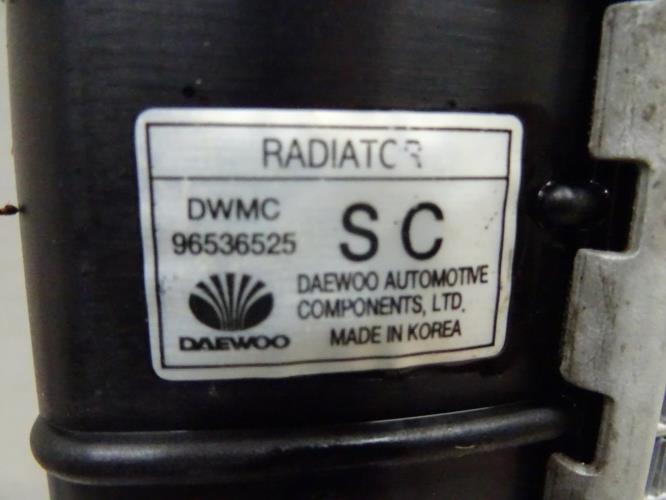 RADIATOR
DWMC
96536525
S C
DAEWOO
DAEWOO AUTOMOTIVE
COMPONENTS, LTD.
MADE IN KOREA